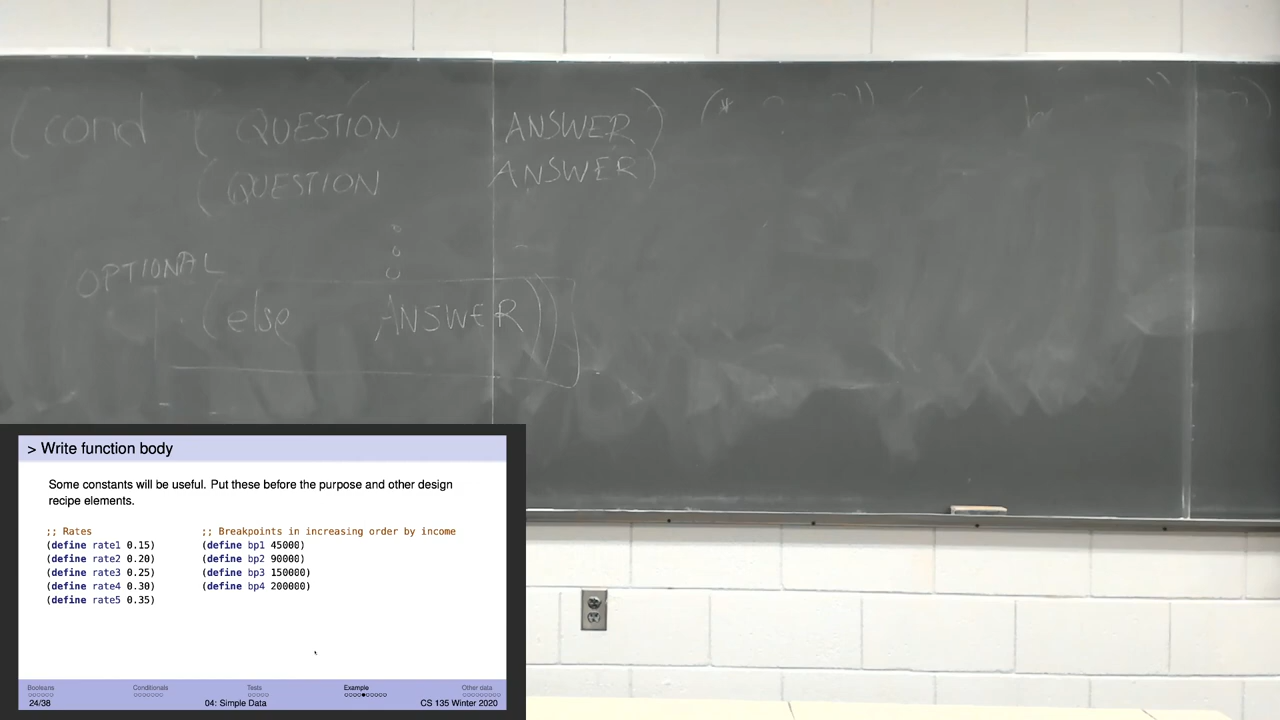 (cond ( QUESTION ANSWER) (*
( QUESTION ANSWER)
OPTIONAL
(else ANSWER))
> Write function body
Some constants will be useful. Put these before the purpose and other design
recipe elements.
;; Rates
(define rate1 0.15)
(define rate2 0.20)
(define rate3 0.25)
(define rate4 0.30)
(define rate5 0.35)
;; Breakpoints in increasing order by income
(define bp1 45000)
(define bp2 90000)
(define bp3 150000)
(define bp4 200000)
Booleans Conditionals Tests Example Other data
24/38 04: Simple Data CS 135 Winter 2020